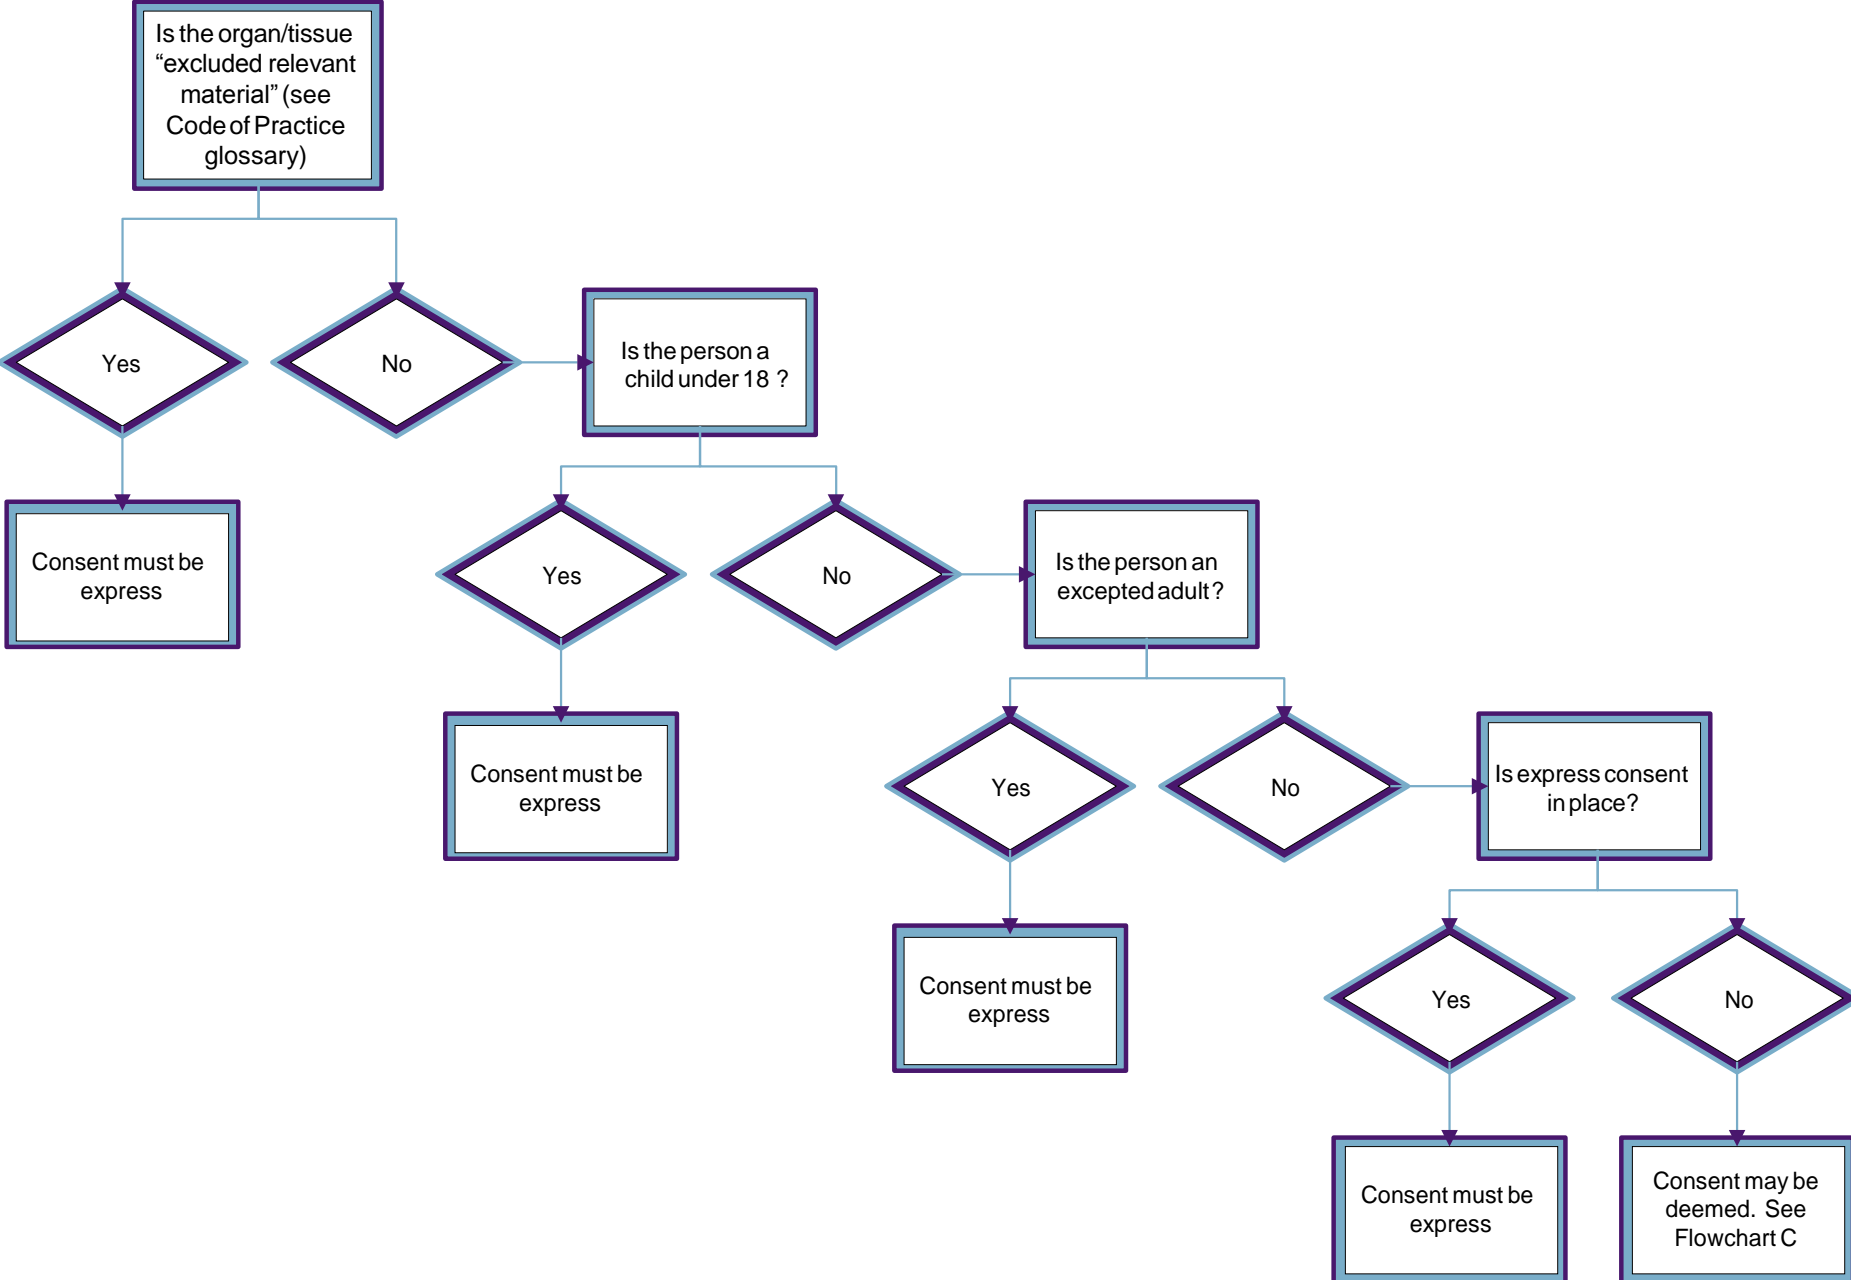 Is the organ/tissue
“excluded relevant
material” (see
Code of Practice
glossary)
Yes
No
Is the person a
child under 18 ?
Consent must be
express
Yes
No
Is the person an
excepted adult?
Consent must be
express
Yes
No
Is express consent
in place?
Consent must be
express
Yes
No
Consent must be
express
Consent may be
deemed. See
Flowchart C